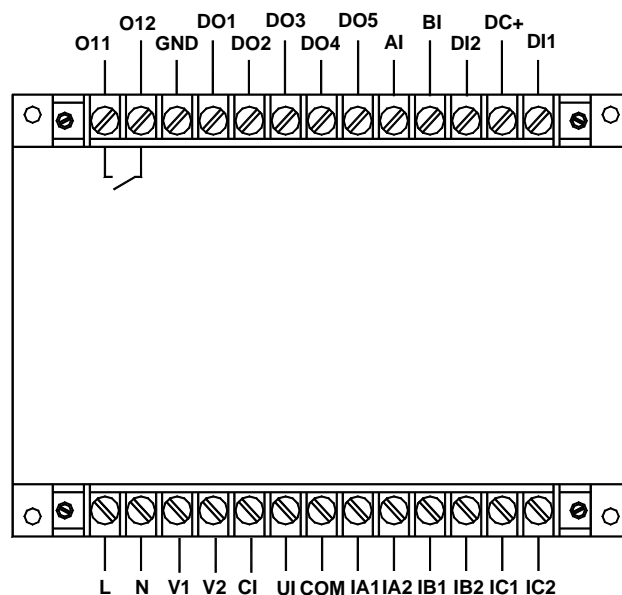 O12 DO1 DO3 DO5 BI DC+
O11 GND DO2 DO4 AI DI2 DI1
L N V1 V2 CI UI COM IA1 IA2 IB1 IB2 IC1 IC2